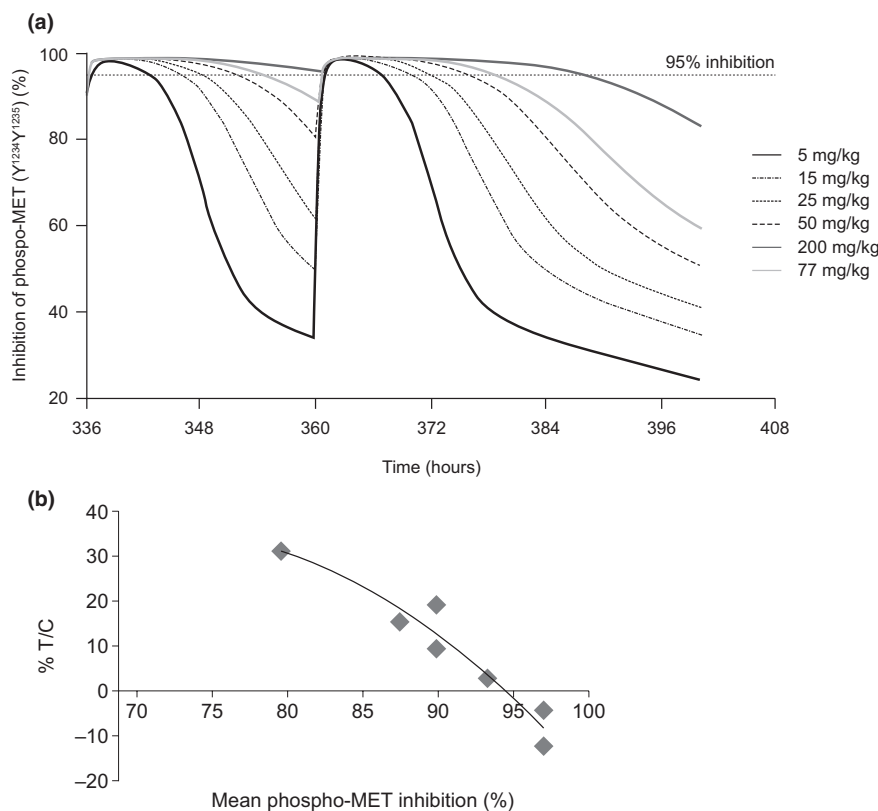 (a)
100
80
60
40
20
336
348
360
372
384
396
408
Inhibition of phospo-MET (Y¹²³⁴Y¹²³⁵) (%)
Time (hours)
95% inhibition
5 mg/kg
15 mg/kg
25 mg/kg
50 mg/kg
200 mg/kg
77 mg/kg
(b)
40
30
20
10
0
–10
–20
% T/C
70
75
80
85
90
95
100
Mean phospho-MET inhibition (%)